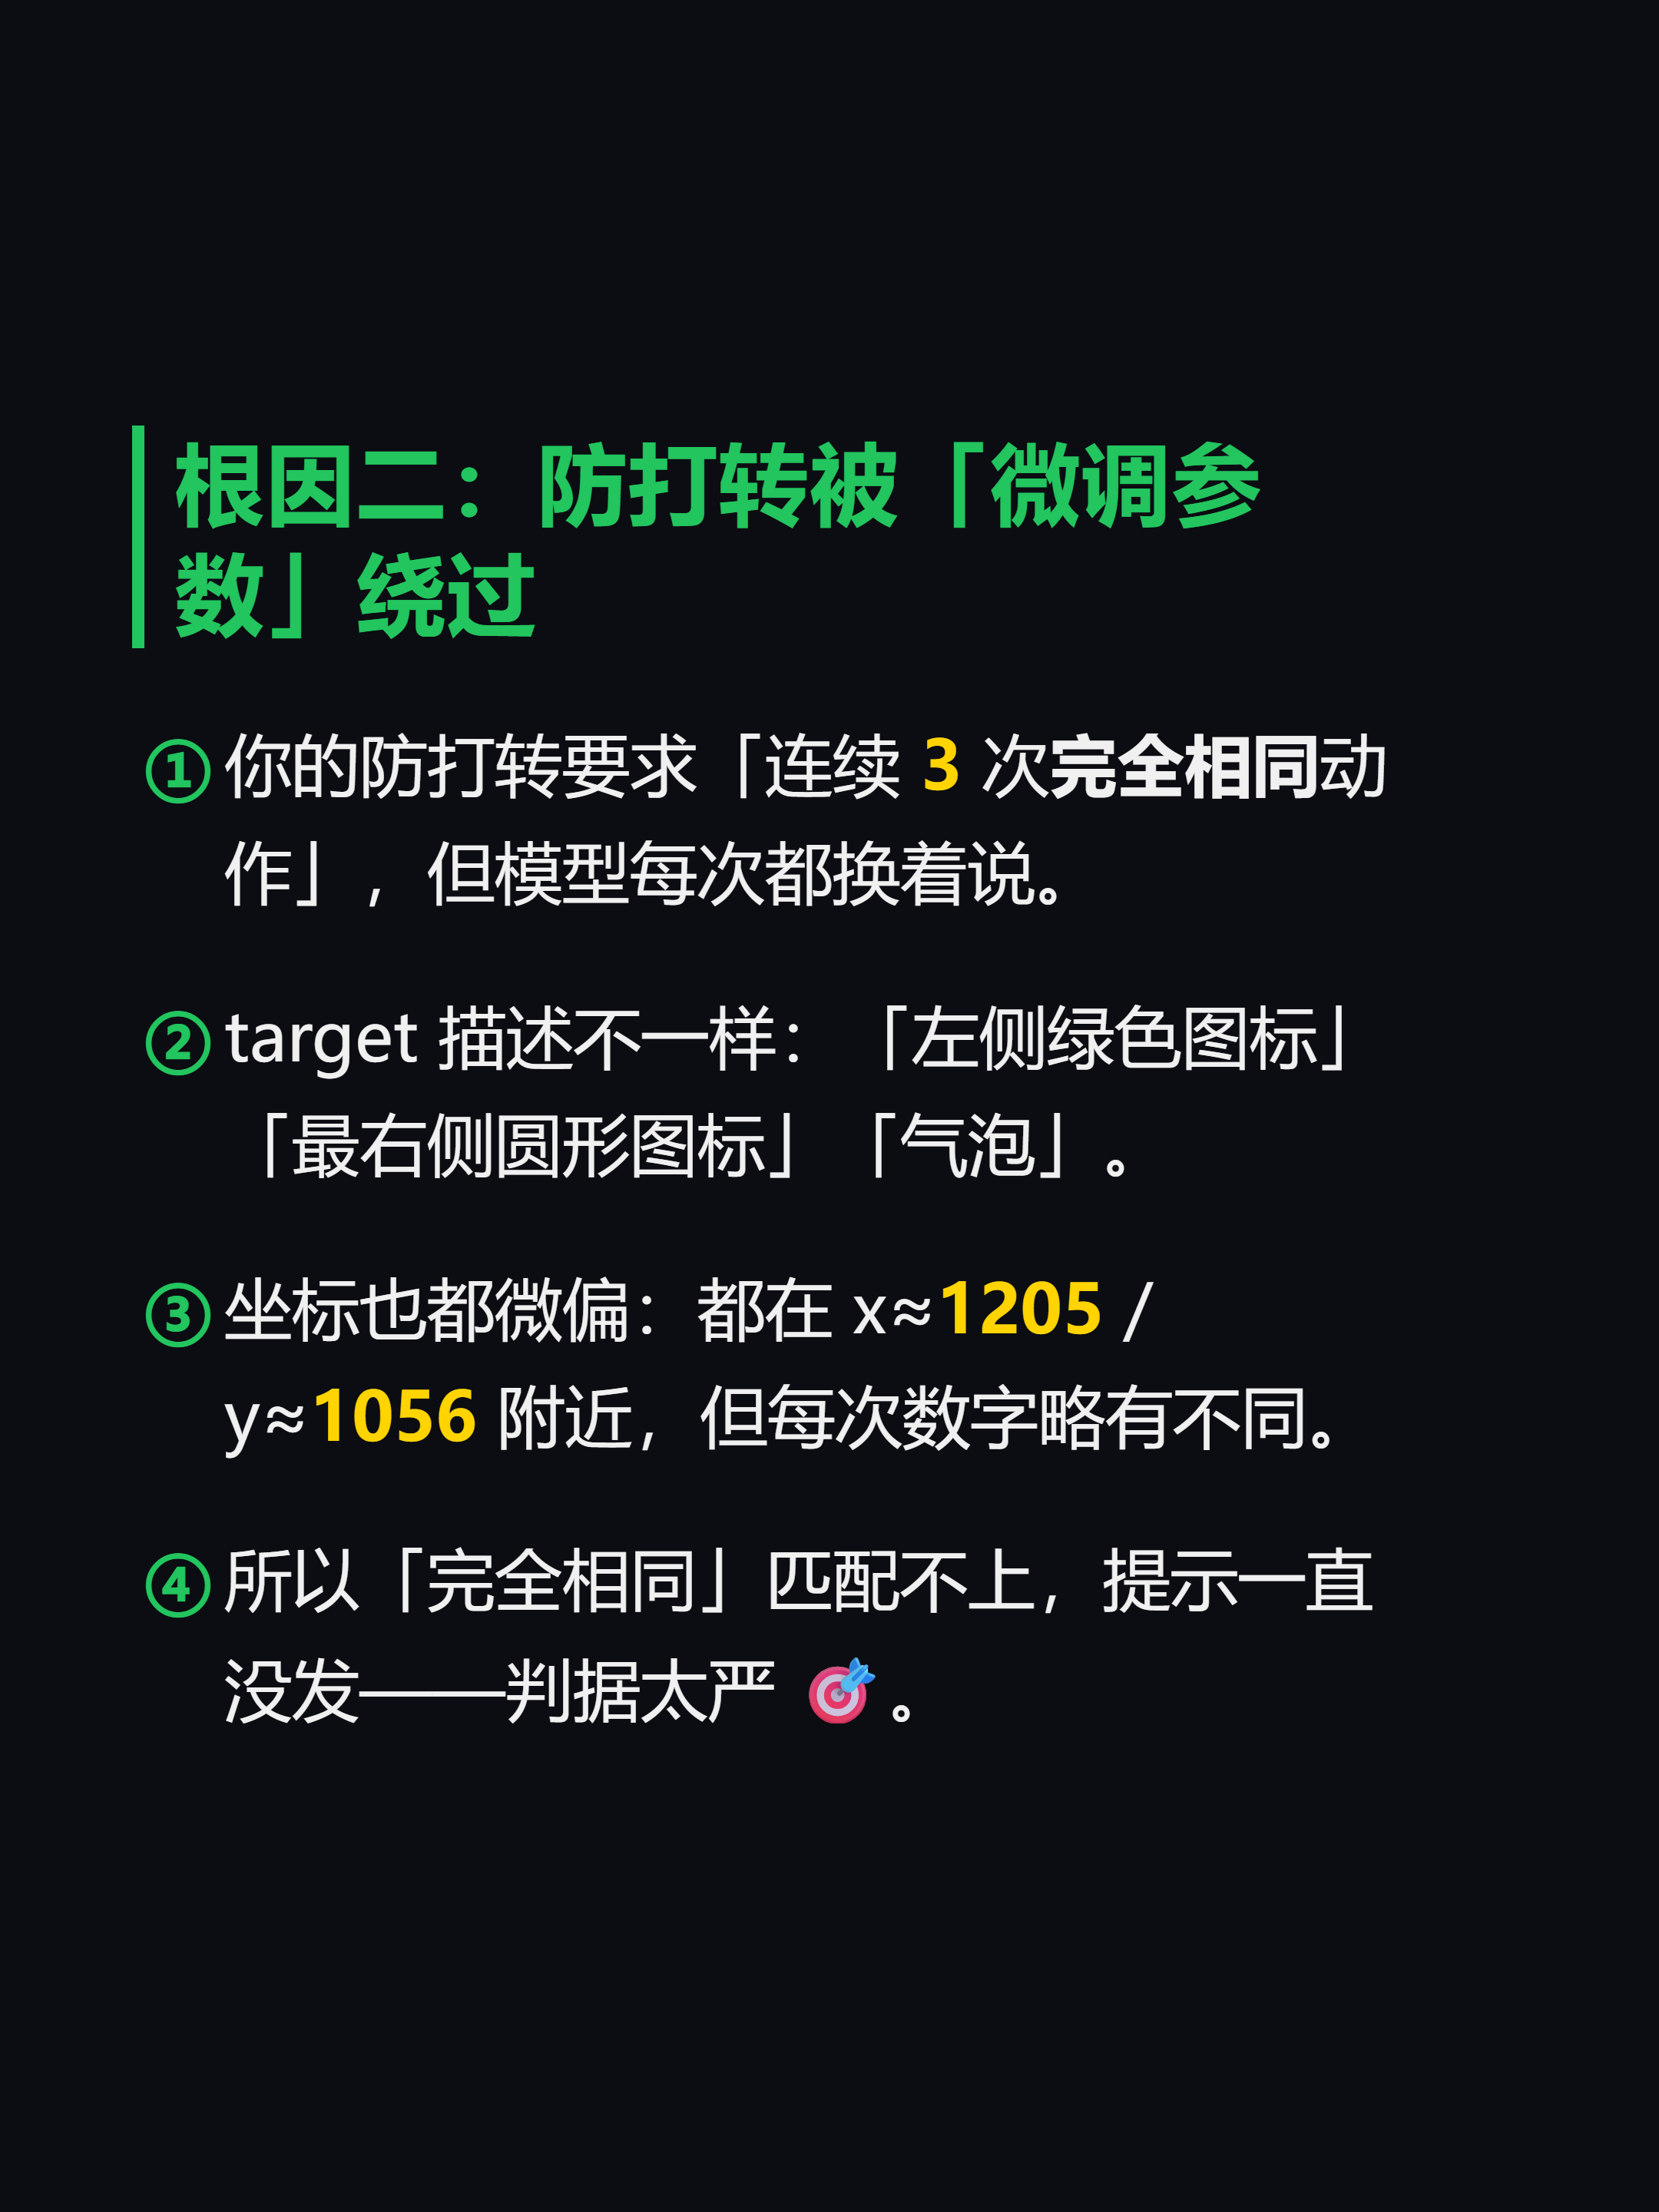 根因二：防打转被「微调参
数」绕过
① 你的防打转要求「连续 3 次完全相同动
作」，但模型每次都换着说。
② target 描述不一样：「左侧绿色图标」
「最右侧圆形图标」「气泡」。
③ 坐标也都微偏：都在 x≈1205 /
y≈1056 附近，但每次数字略有不同。
④ 所以「完全相同」匹配不上，提示一直
没发——判据太严 🎯。